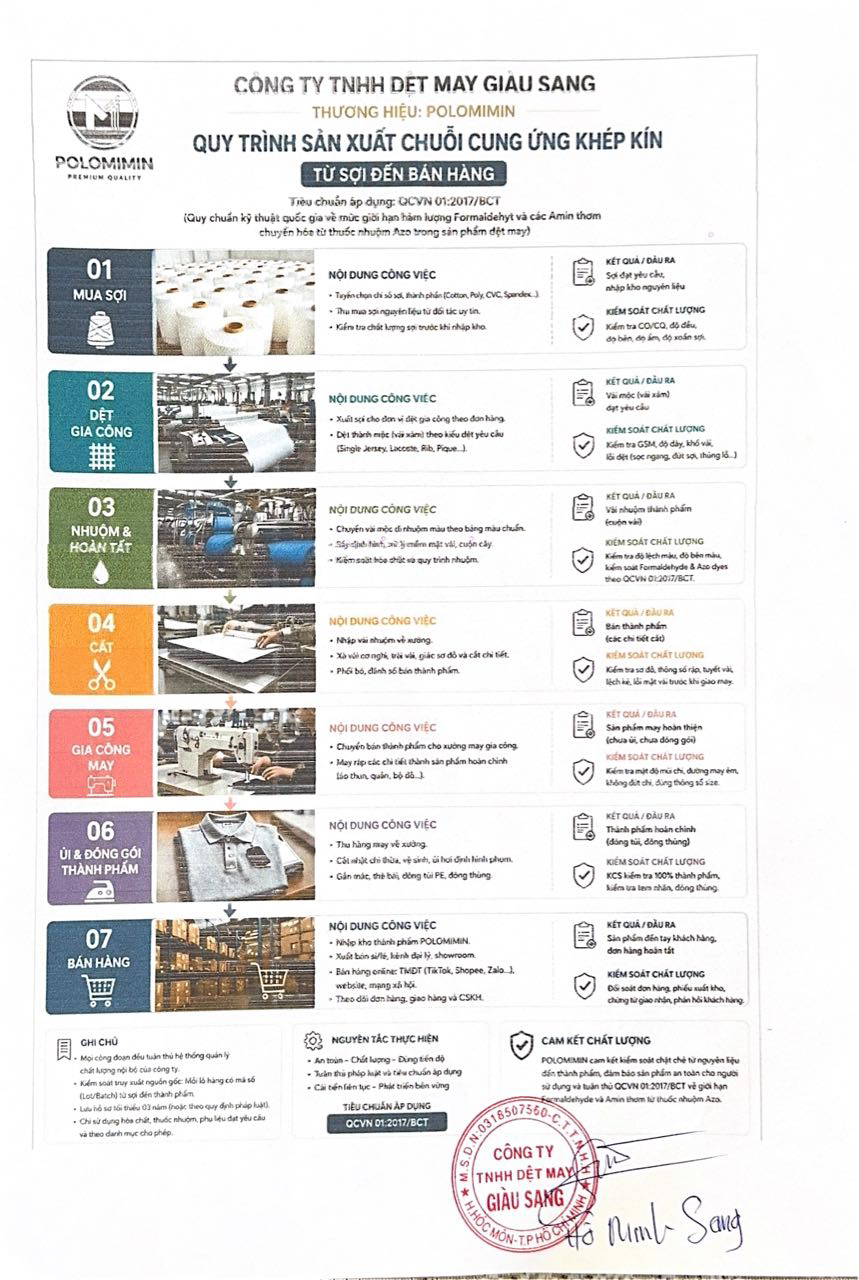 POLOMIMIN
PREMIUM QUALITY
CÔNG TY TNHH DỆT MAY GIÀU SANG
THƯƠNG HIỆU: POLOMIMIN
QUY TRÌNH SẢN XUẤT CHUỖI CUNG ỨNG KHÉP KÍN
TỪ SỢI ĐẾN BÁN HÀNG
Tiêu chuẩn áp dụng: QCVN 01:2017/BCT
(Quy chuẩn kỹ thuật quốc gia về mức giới hạn hàm lượng Formaldehyt và các Amin thơm
chuyển hóa từ thuốc nhuộm Azo trong sản phẩm dệt may)
01
MUA SỢI
NỘI DUNG CÔNG VIỆC
• Tuyển chọn chỉ số sợi, thành phần (Cotton, Poly, CVC, Spandex...).
• Thu mua sợi nguyên liệu từ đối tác uy tín.
• Kiểm tra chất lượng sợi trước khi nhập kho.
KẾT QUẢ / ĐẦU RA
Sợi đạt yêu cầu,
nhập kho nguyên liệu
KIỂM SOÁT CHẤT LƯỢNG
Kiểm tra CO/CQ, độ đều,
độ bền, độ ẩm, độ xoắn sợi.
02
DỆT
GIA CÔNG
NỘI DUNG CÔNG VIỆC
• Xuất sợi cho đơn vị dệt gia công theo đơn hàng.
• Dệt thành mộc (vải xám) theo kiểu dệt yêu cầu
(Single Jersey, Lacoste, Rib, Pique...).
KẾT QUẢ / ĐẦU RA
Vải mộc (vải xám)
đạt yêu cầu
KIỂM SOÁT CHẤT LƯỢNG
Kiểm tra GSM, độ dày, khổ vải,
lỗi dệt (sọc ngang, đứt sợi, thủng lỗ...)
03
NHUỘM &
HOÀN TẤT
NỘI DUNG CÔNG VIỆC
• Chuyển vải mộc đi nhuộm màu theo bảng màu chuẩn.
• Sấy định hình, xử lý mềm mặt vải, cuộn cây.
• Kiểm soát hóa chất và quy trình nhuộm.
KẾT QUẢ / ĐẦU RA
Vải nhuộm thành phẩm
(cuộn vải)
KIỂM SOÁT CHẤT LƯỢNG
Kiểm tra độ lệch màu, độ bền màu,
kiểm soát Formaldehyde & Azo dyes
theo QCVN 01:2017/BCT.
04
CẮT
NỘI DUNG CÔNG VIỆC
• Nhập vải nhuộm về xưởng.
• Xả vải cơ nghỉ, trải vải, giác sơ đồ và cắt chi tiết.
• Phối bó, đánh số bán thành phẩm.
KẾT QUẢ / ĐẦU RA
Bán thành phẩm
(các chi tiết cắt)
KIỂM SOÁT CHẤT LƯỢNG
Kiểm tra sơ đồ, thông số rập, tuyết vải,
lệch kẻ, lỗi mặt vải trước khi giao may.
05
GIA CÔNG
MAY
NỘI DUNG CÔNG VIỆC
• Chuyển bán thành phẩm cho xưởng may gia công.
• May ráp các chi tiết thành sản phẩm hoàn chỉnh
(áo thun, quần, bộ đồ...).
KẾT QUẢ / ĐẦU RA
Sản phẩm may hoàn thiện
(chưa ủi, chưa đóng gói)
KIỂM SOÁT CHẤT LƯỢNG
Kiểm tra mật độ mũi chỉ, đường may êm,
không đứt chỉ, đúng thông số size.
06
ỦI & ĐÓNG GÓI
THÀNH PHẨM
NỘI DUNG CÔNG VIỆC
• Thu hàng may về xưởng.
• Cắt nhặt chỉ thừa, vệ sinh, ủi hơi định hình phom.
• Gắn mác, thẻ bài, đóng túi PE, đóng thùng.
KẾT QUẢ / ĐẦU RA
Thành phẩm hoàn chỉnh
(đóng túi, đóng thùng)
KIỂM SOÁT CHẤT LƯỢNG
KCS kiểm tra 100% thành phẩm,
kiểm tra tem nhãn, đóng thùng.
07
BÁN HÀNG
NỘI DUNG CÔNG VIỆC
• Nhập kho thành phẩm POLOMIMIN.
• Xuất bán sỉ/lẻ, kênh đại lý, showroom.
• Bán hàng online: TMĐT (TikTok, Shopee, Zalo...),
website, mạng xã hội.
• Theo dõi đơn hàng, giao hàng và CSKH.
KẾT QUẢ / ĐẦU RA
Sản phẩm đến tay khách hàng,
đơn hàng hoàn tất
KIỂM SOÁT CHẤT LƯỢNG
Đối soát đơn hàng, phiếu xuất kho,
chứng từ giao nhận, phản hồi khách hàng.
GHI CHÚ
• Mọi công đoạn đều tuân thủ hệ thống quản lý
chất lượng nội bộ của công ty.
• Kiểm soát truy xuất nguồn gốc: Mỗi lô hàng có mã số
(Lot/Batch) từ sợi đến thành phẩm.
• Lưu hồ sơ tối thiểu 03 năm (hoặc theo quy định pháp luật).
• Chỉ sử dụng hóa chất, thuốc nhuộm, phụ liệu đạt yêu cầu
và theo danh mục cho phép.
NGUYÊN TẮC THỰC HIỆN
• An toàn - Chất lượng - Đúng tiến độ
• Tuân thủ pháp luật và tiêu chuẩn áp dụng
• Cải tiến liên tục - Phát triển bền vững
TIÊU CHUẨN ÁP DỤNG
QCVN 01:2017/BCT
CAM KẾT CHẤT LƯỢNG
POLOMIMIN cam kết kiểm soát chặt chẽ từ nguyên liệu
đến thành phẩm, đảm bảo sản phẩm an toàn cho người
sử dụng và tuân thủ QCVN 01:2017/BCT về giới hạn
Formaldehyde và Amin thơm từ thuốc nhuộm Azo.
M.S.D.N:0318507560-C.T.T.N.H.H
CÔNG TY
TNHH DỆT MAY
GIÀU SANG
H.HÓC MÔN-T.P HỒ CHÍ MINH
Hồ Minh Sang